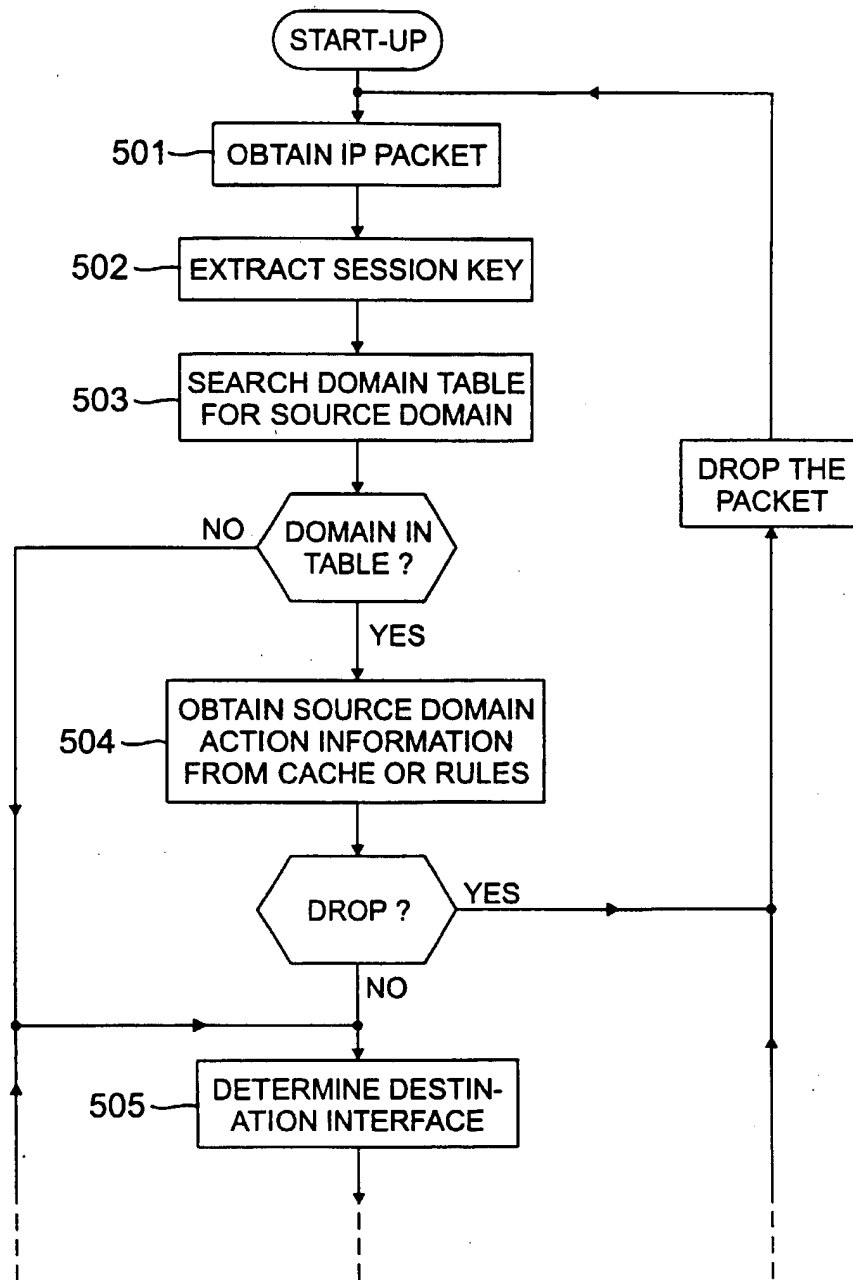 START-UP
501
OBTAIN IP PACKET
502
EXTRACT SESSION KEY
503
SEARCH DOMAIN TABLE
FOR SOURCE DOMAIN
DROP THE
PACKET
NO
DOMAIN IN
TABLE ?
YES
504
OBTAIN SOURCE DOMAIN
ACTION INFORMATION
FROM CACHE OR RULES
DROP ?
YES
NO
505
DETERMINE DESTIN-
ATION INTERFACE